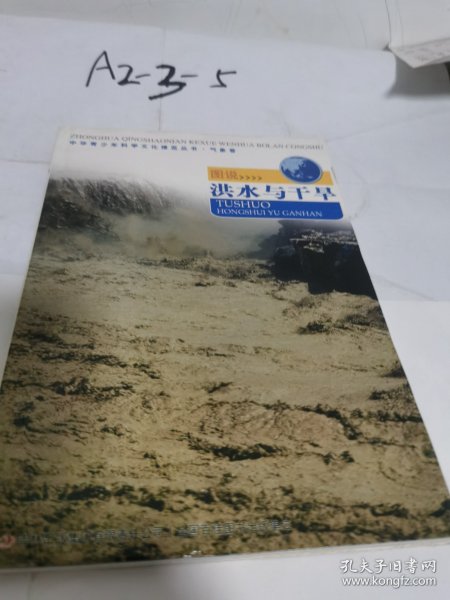 A2-3-5
ZHONGHUA QINGSHAONIAN KEXUE WENHUA BOLAN CONGSHU
中华青少年科学文化博览丛书·气象卷
图说>>>>
洪水与干旱
TUSHUO
HONGSHUI YU GANHAN
孔夫子旧书网
www.kongfz.com